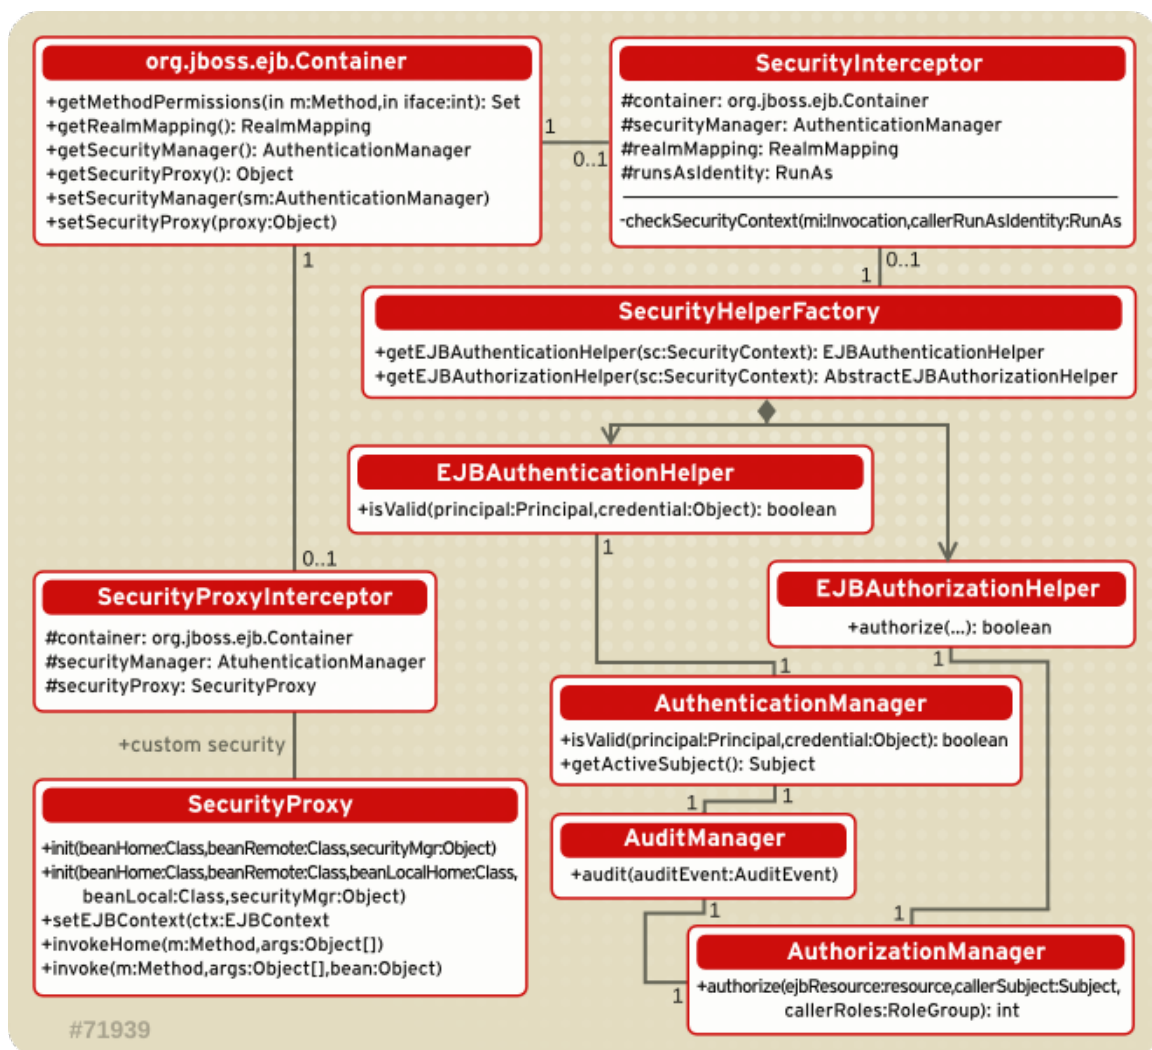 org.jboss.ejb.Container
+getMethodPermissions(in m:Method,in iface:int): Set
+getRealmMapping(): RealmMapping
+getSecurityManager(): AuthenticationManager
+getSecurityProxy(): Object
+setSecurityManager(sm:AuthenticationManager)
+setSecurityProxy(proxy:Object)
1
0..1
SecurityInterceptor
#container: org.jboss.ejb.Container
#securityManager: AuthenticationManager
#realmMapping: RealmMapping
#runsAsIdentity: RunAs
-checkSecurityContext(mi:Invocation,callerRunAsIdentity:RunAs
1
0..1
1
SecurityHelperFactory
+getEJBAuthenticationHelper(sc:SecurityContext): EJBAuthenticationHelper
+getEJBAuthorizationHelper(sc:SecurityContext): AbstractEJBAuthorizationHelper
EJBAuthenticationHelper
+isValid(principal:Principal,credential:Object): boolean
1
0..1
EJBAuthorizationHelper
+authorize(...): boolean
1
SecurityProxyInterceptor
#container: org.jboss.ejb.Container
#securityManager: AtuhenticationManager
#securityProxy: SecurityProxy
+custom security
1
AuthenticationManager
+isValid(principal:Principal,credential:Object): boolean
+getActiveSubject(): Subject
1
1
SecurityProxy
+init(beanHome:Class,beanRemote:Class,securityMgr:Object)
+init(beanHome:Class,beanRemote:Class,beanLocalHome:Class,
beanLocal:Class,securityMgr:Object)
+setEJBContext(ctx:EJBContext
+invokeHome(m:Method,args:Object[])
+invoke(m:Method,args:Object[],bean:Object)
AuditManager
+audit(auditEvent:AuditEvent)
1
1
1
AuthorizationManager
+authorize(ejbResource:resource,callerSubject:Subject,
callerRoles:RoleGroup): int
#71939